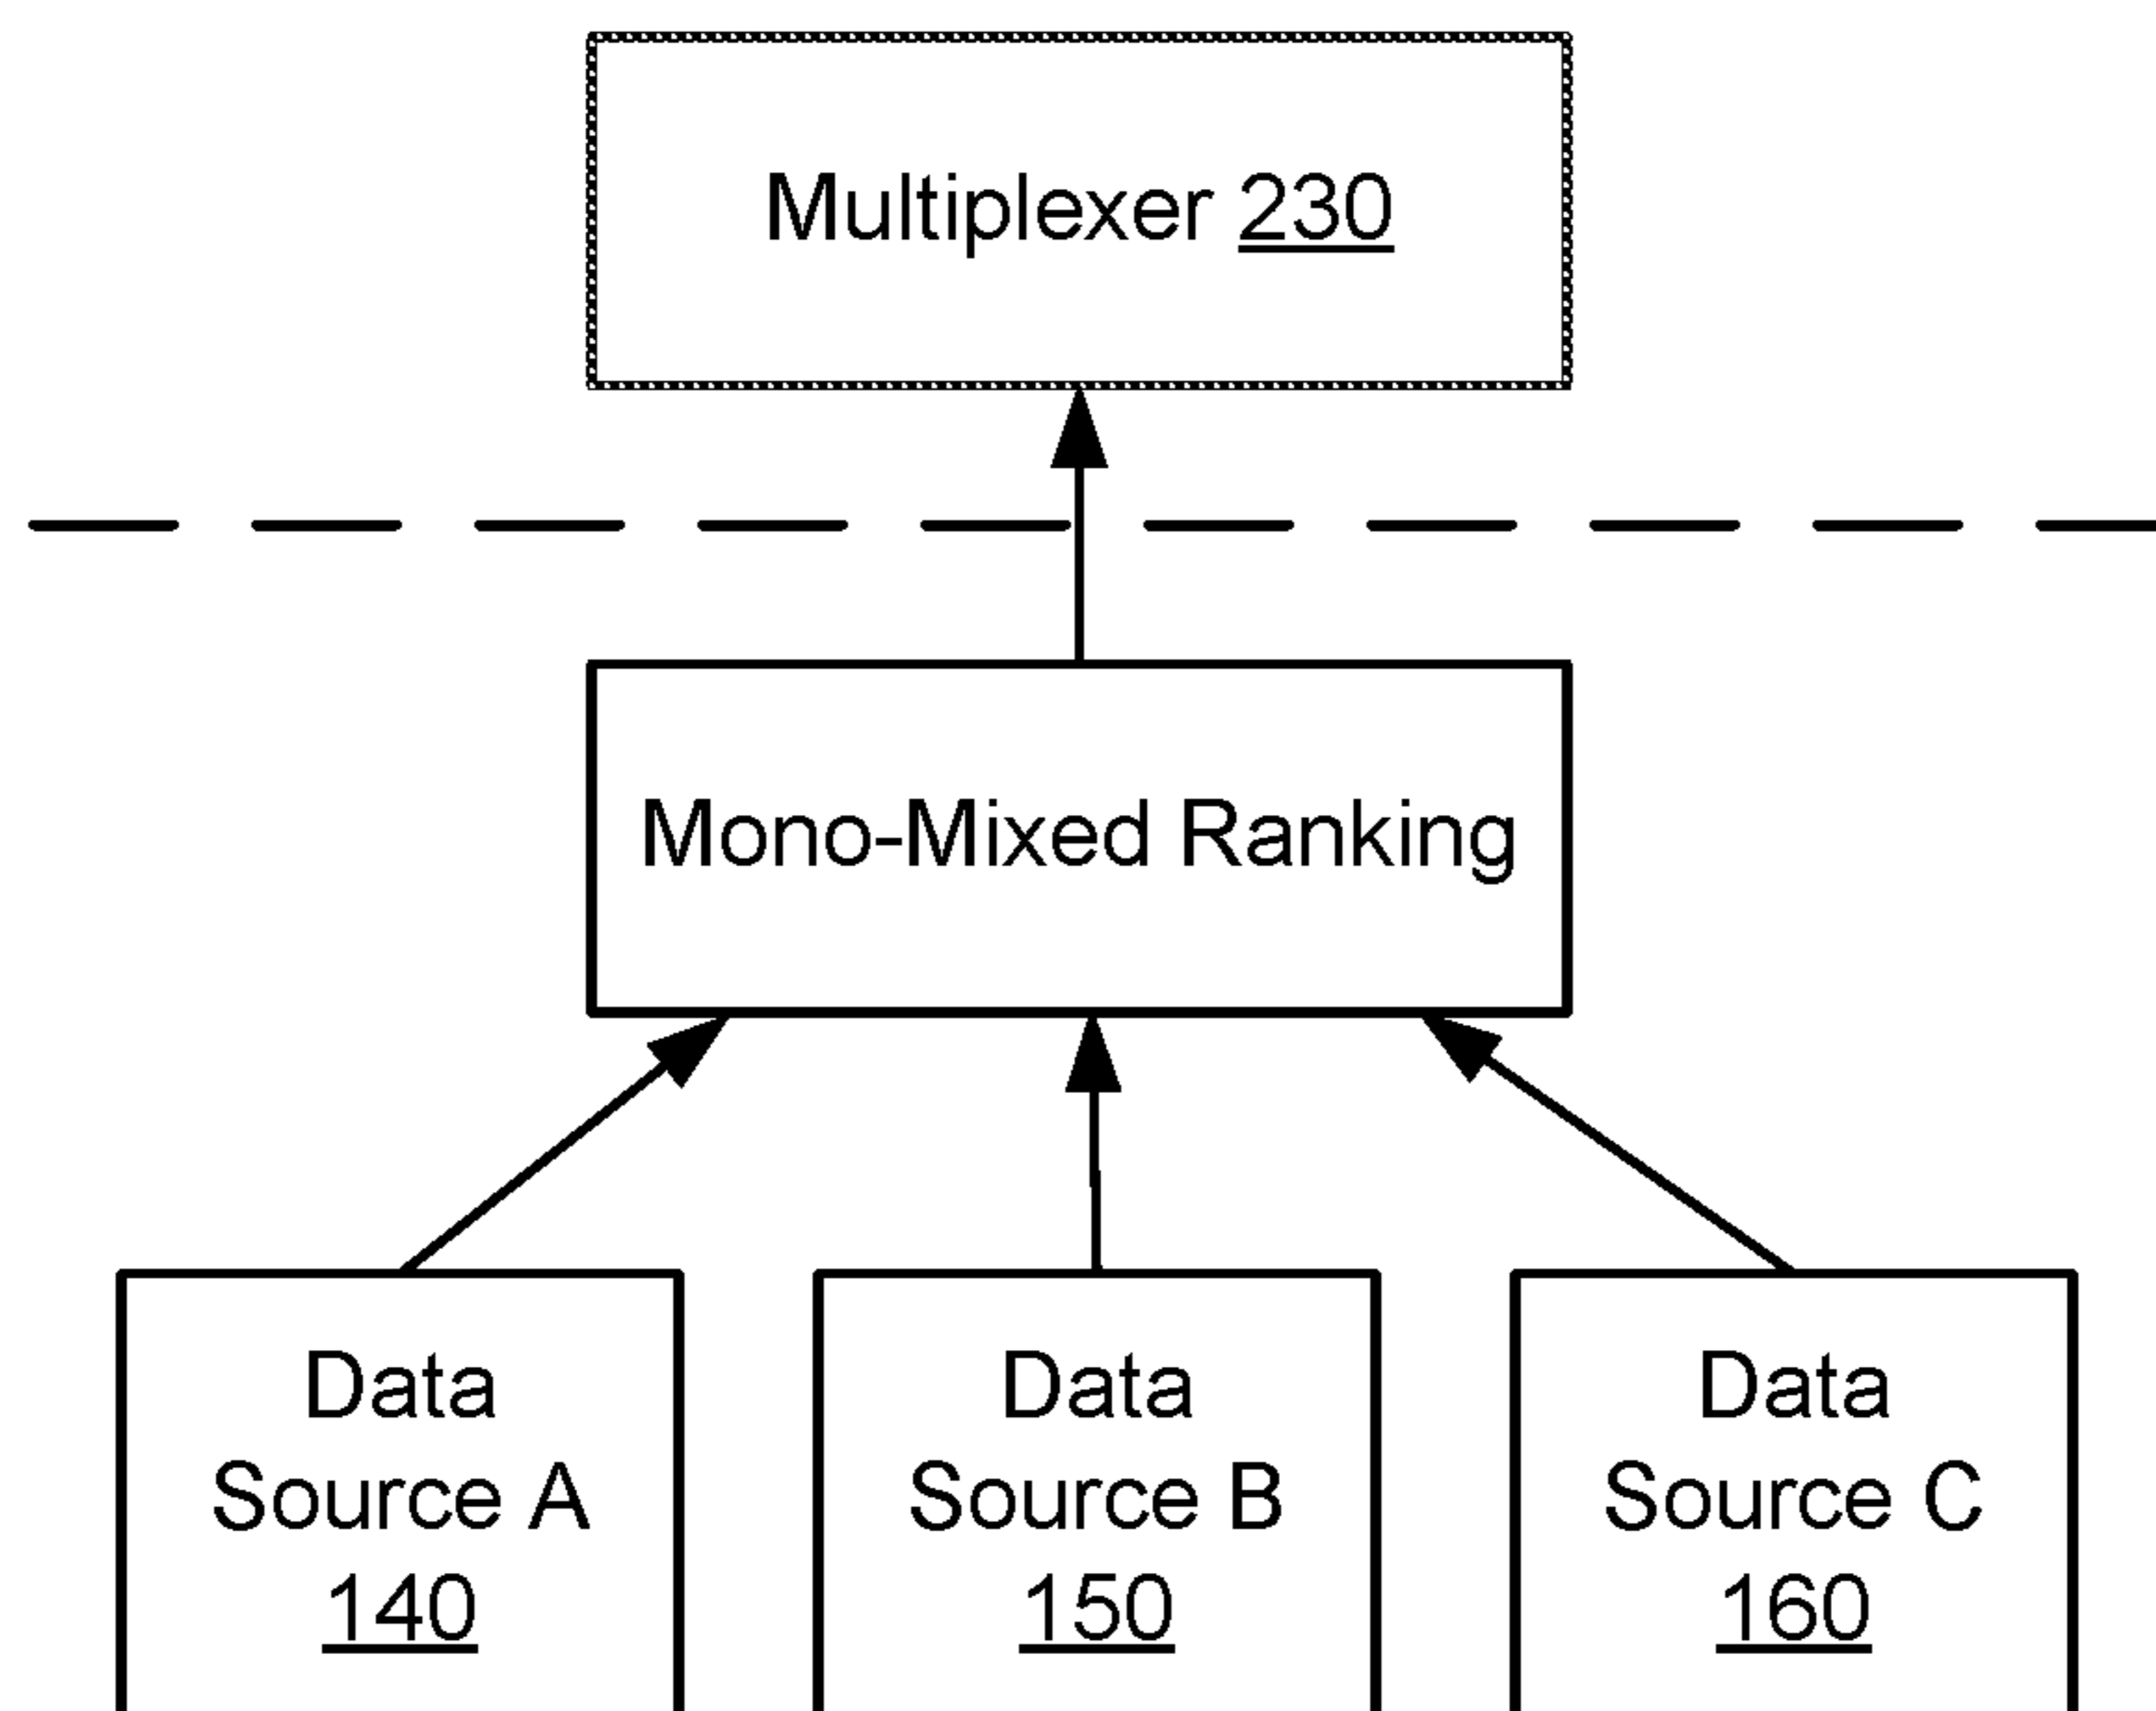 Multiplexer 230
Mono-Mixed Ranking
Data
Source A
140
Data
Source B
150
Data
Source C
160